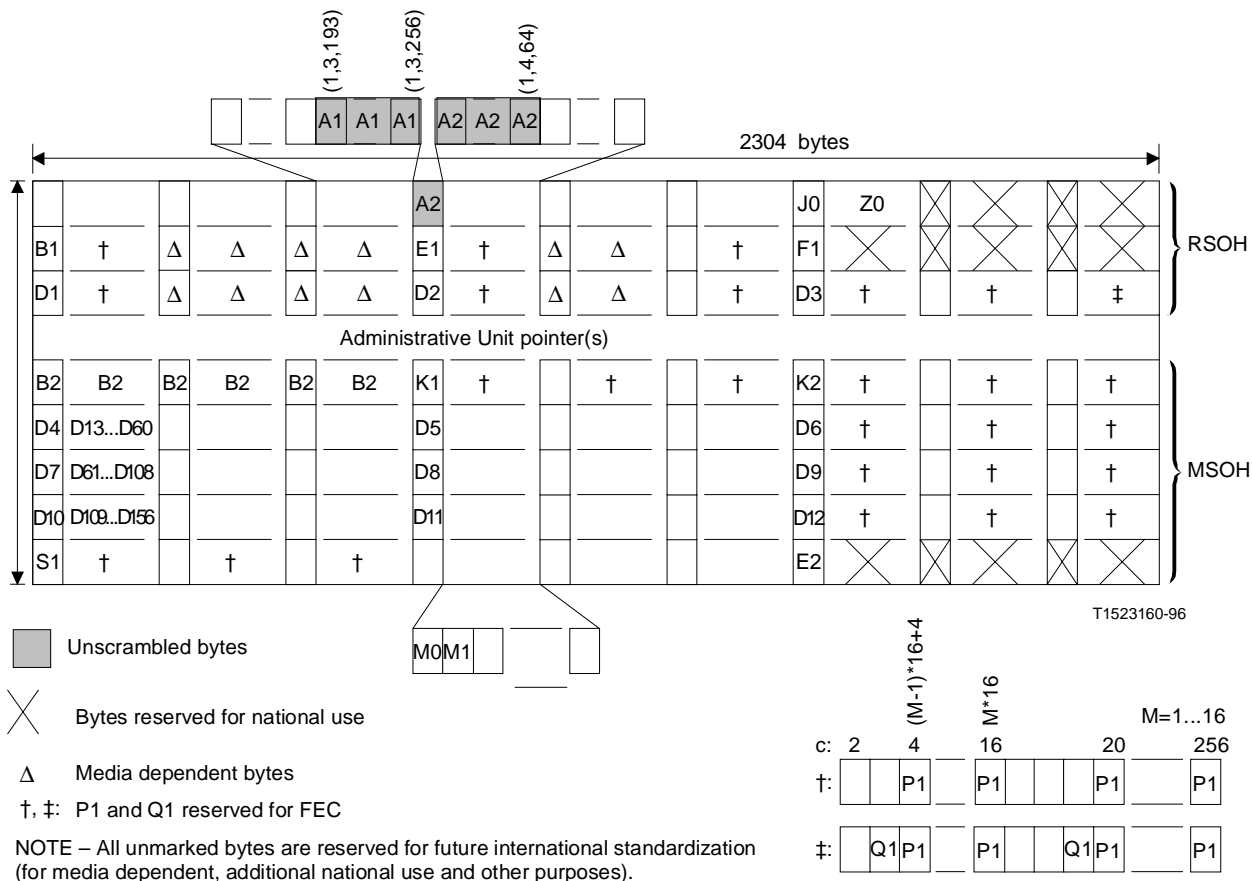 (1,3,193) (1,3,256) (1,4,64)
A1 A1 A1 A2 A2 A2
2304 bytes
A2 J0 Z0
B1 † Δ Δ Δ Δ E1 † Δ Δ † F1
RSOH
D1 † Δ Δ Δ Δ D2 † Δ Δ † D3 † † ‡
Administrative Unit pointer(s)
B2 B2 B2 B2 B2 B2 K1 † † † K2 † † †
D4 D13...D60 D5 D6 † † †
D7 D61...D108 D8 D9 † † †
MSOH
D10 D109...D156 D11 D12 † † †
S1 † † † E2
T1523160-96
Unscrambled bytes
M0 M1
Bytes reserved for national use
Δ Media dependent bytes
†, ‡: P1 and Q1 reserved for FEC
NOTE – All unmarked bytes are reserved for future international standardization
(for media dependent, additional national use and other purposes).
(M-1)*16+4 M*16 M=1...16
c: 2 4 16 20 256
†: P1 P1 P1 P1
‡: Q1 P1 P1 Q1 P1 P1